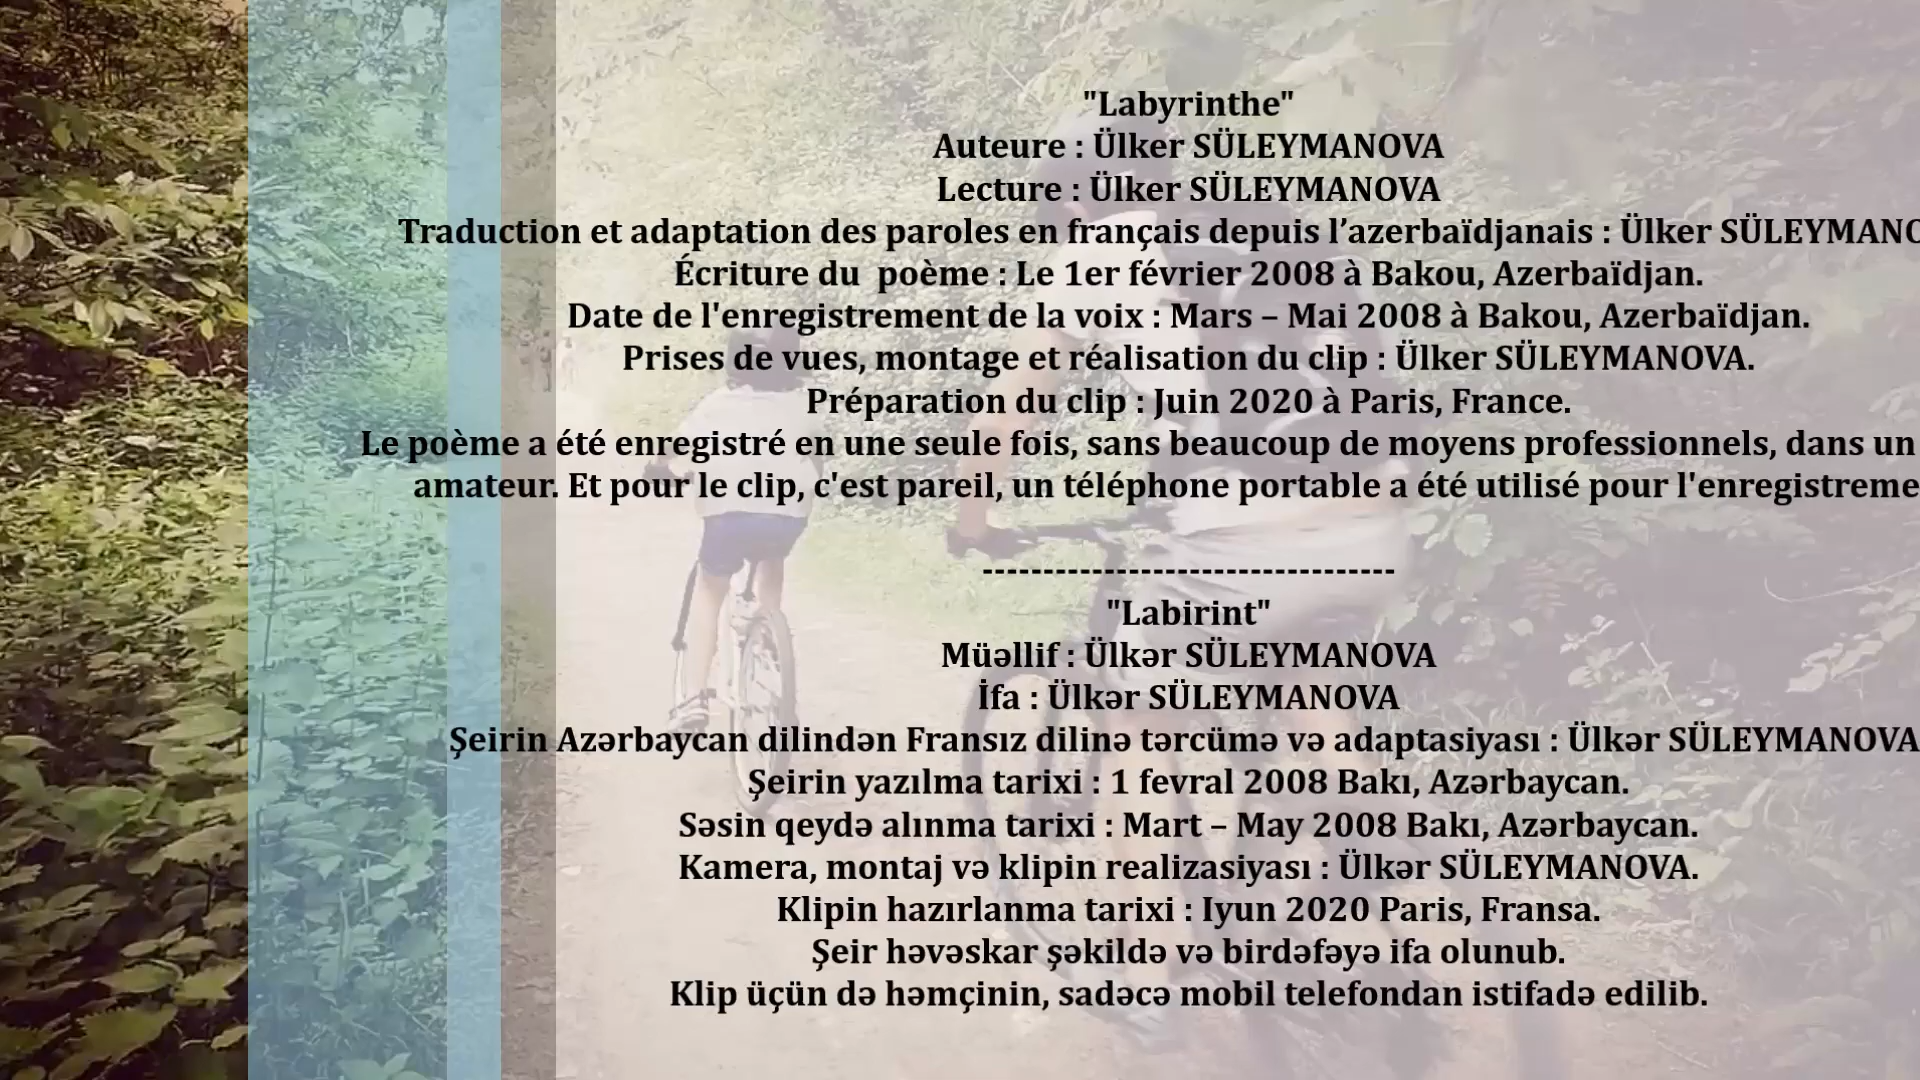 "Labyrinthe"
Auteure : Ülker SÜLEYMANOVA
Lecture : Ülker SÜLEYMANOVA
Traduction et adaptation des paroles en français depuis l’azerbaïdjanais : Ülker
Écriture du  poème : Le 1er février 2008 à Bakou, Azerbaïdjan.
Date de l'enregistrement de la voix : Mars – Mai 2008 à Bakou, Azerbaïdjan.
Prises de vues, montage et réalisation du clip : Ülker SÜLEYMANOVA.
Préparation du clip : Juin 2020 à Paris, France.
Le poème a été enregistré en une seule fois, sans beaucoup de moyens professionnels, dans un
amateur. Et pour le clip, c'est pareil, un téléphone portable a été utilisé pour
----------------------------------
"Labirint"
Müəllif : Ülkər SÜLEYMANOVA
İfa : Ülkər SÜLEYMANOVA
Şeirin Azərbaycan dilindən Fransız dilinə tərcümə və adaptasiyası : Ülkər SÜLEYMANOVA
Şeirin yazılma tarixi : 1 fevral 2008 Bakı, Azərbaycan.
Səsin qeydə alınma tarixi : Mart – May 2008 Bakı, Azərbaycan.
Kamera, montaj və klipin realizasiyası : Ülkər SÜLEYMANOVA.
Klipin hazırlanma tarixi : Iyun 2020 Paris, Fransa.
Şeir həvəskar şəkildə və birdəfəyə ifa olunub.
Klip üçün də həmçinin, sadəcə mobil telefondan istifadə edilib.